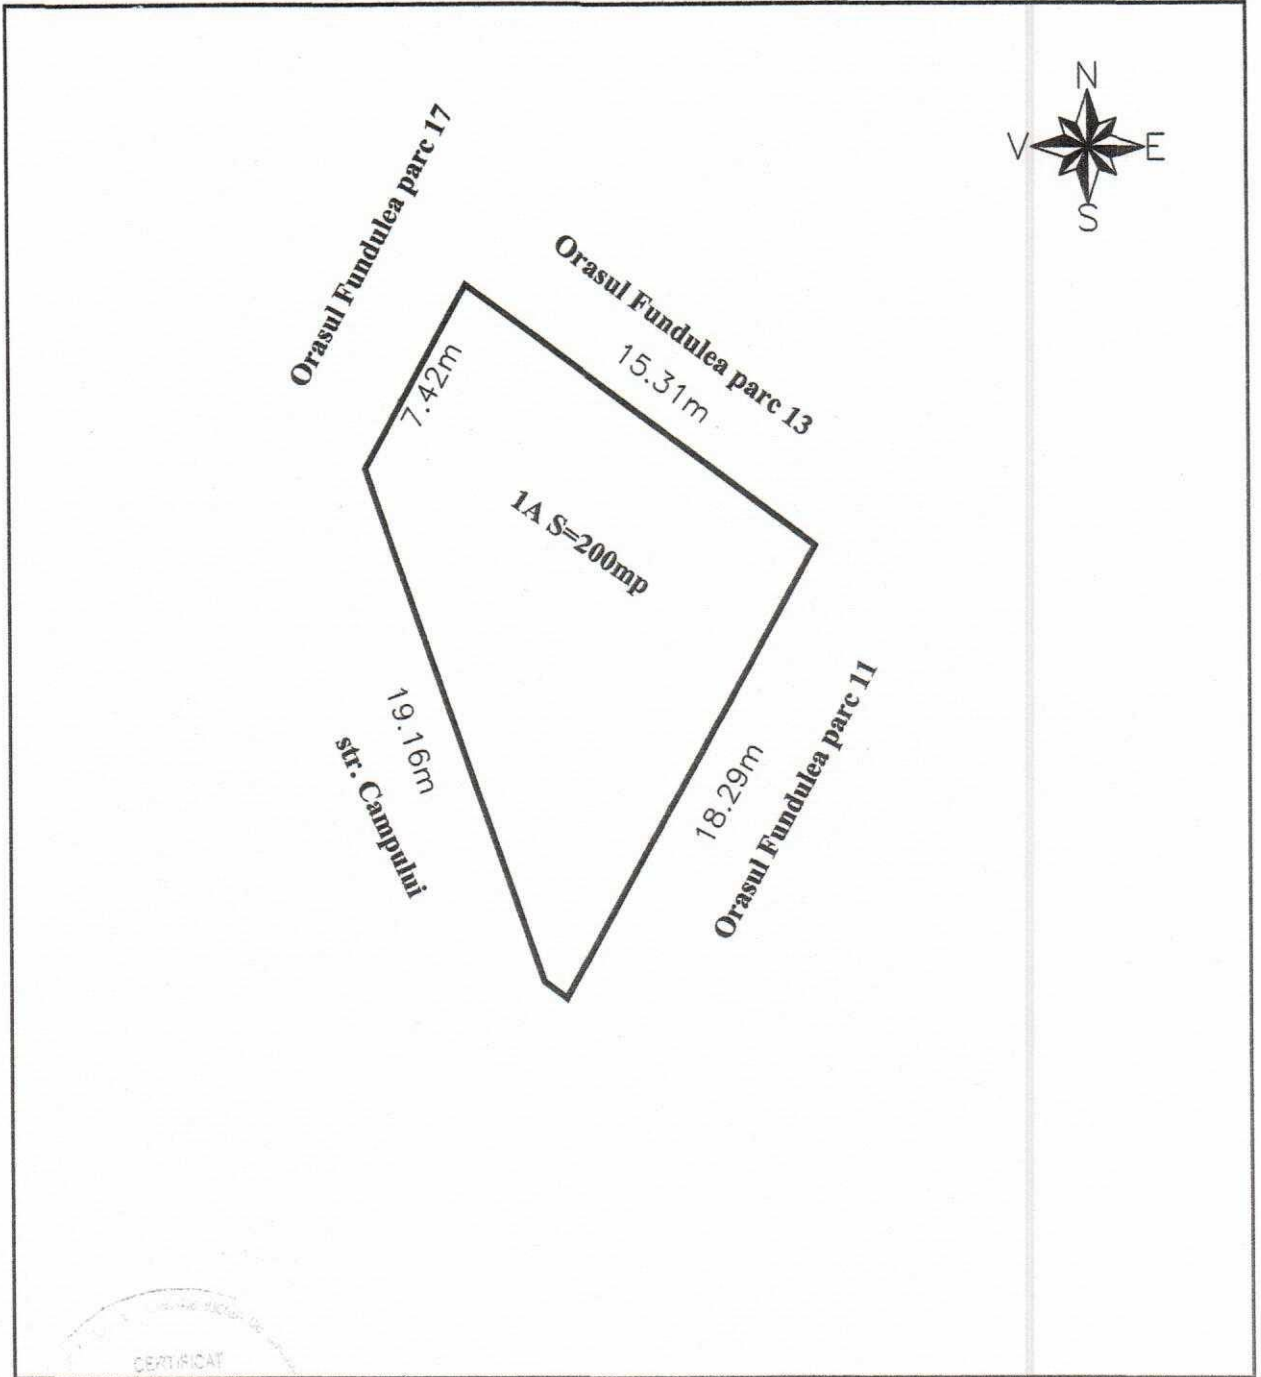 N
V E
S
Orasul Fundulea parc 17
Orasul Fundulea parc 13
15.31m
7.42m
1A S=200mp
19.16m
str. Campului
18.29m
Orasul Fundulea parc 11
CERTIFICAT